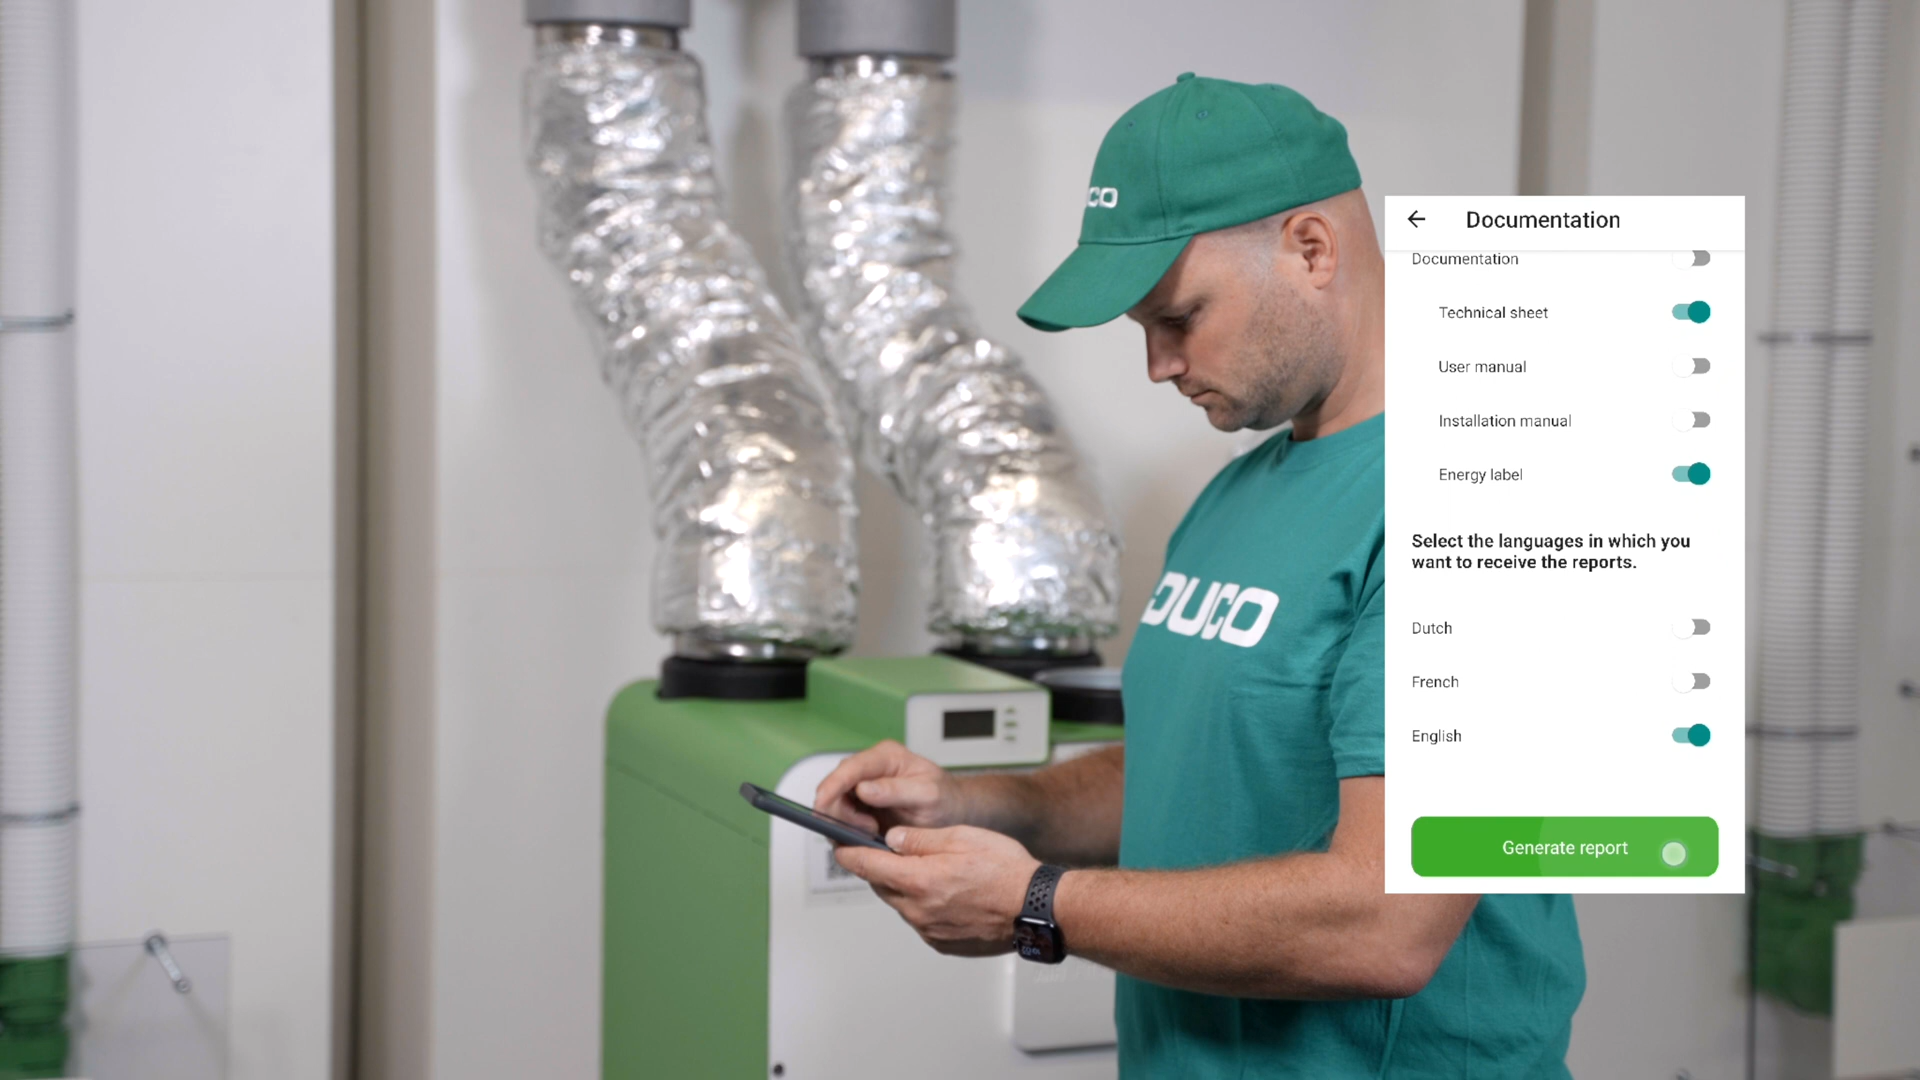 CO
DUCO
Documentation
Documentation
Technical sheet
User manual
Installation manual
Energy label
Select the languages in which you
want to receive the reports.
Dutch
French
English
Generate report